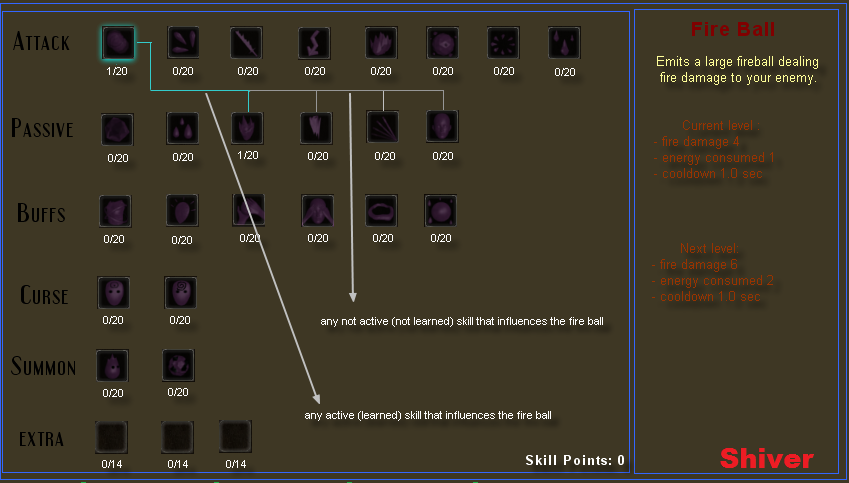 ATTACK
1/20 0/20 0/20 0/20 0/20 0/20 0/20 0/20
PASSIVE
0/20 0/20 1/20 0/20 0/20 0/20
BUFFS
0/20 0/20 0/20 0/20 0/20 0/20
CURSE
0/20 0/20
any not active (not learned) skill that influences the fire ball
SUMMON
0/20 0/20
any active (learned) skill that influences the fire ball
EXTRA
0/14 0/14 0/14
Skill Points: 0
Fire Ball
Emits a large fireball dealing
fire damage to your enemy.
Current level
- fire damage 4
- energy consumed 1
- cooldown 1.0 sec
Next level
- fire damage 6
- energy consumed 2
- cooldown 1.0 sec
Shiver